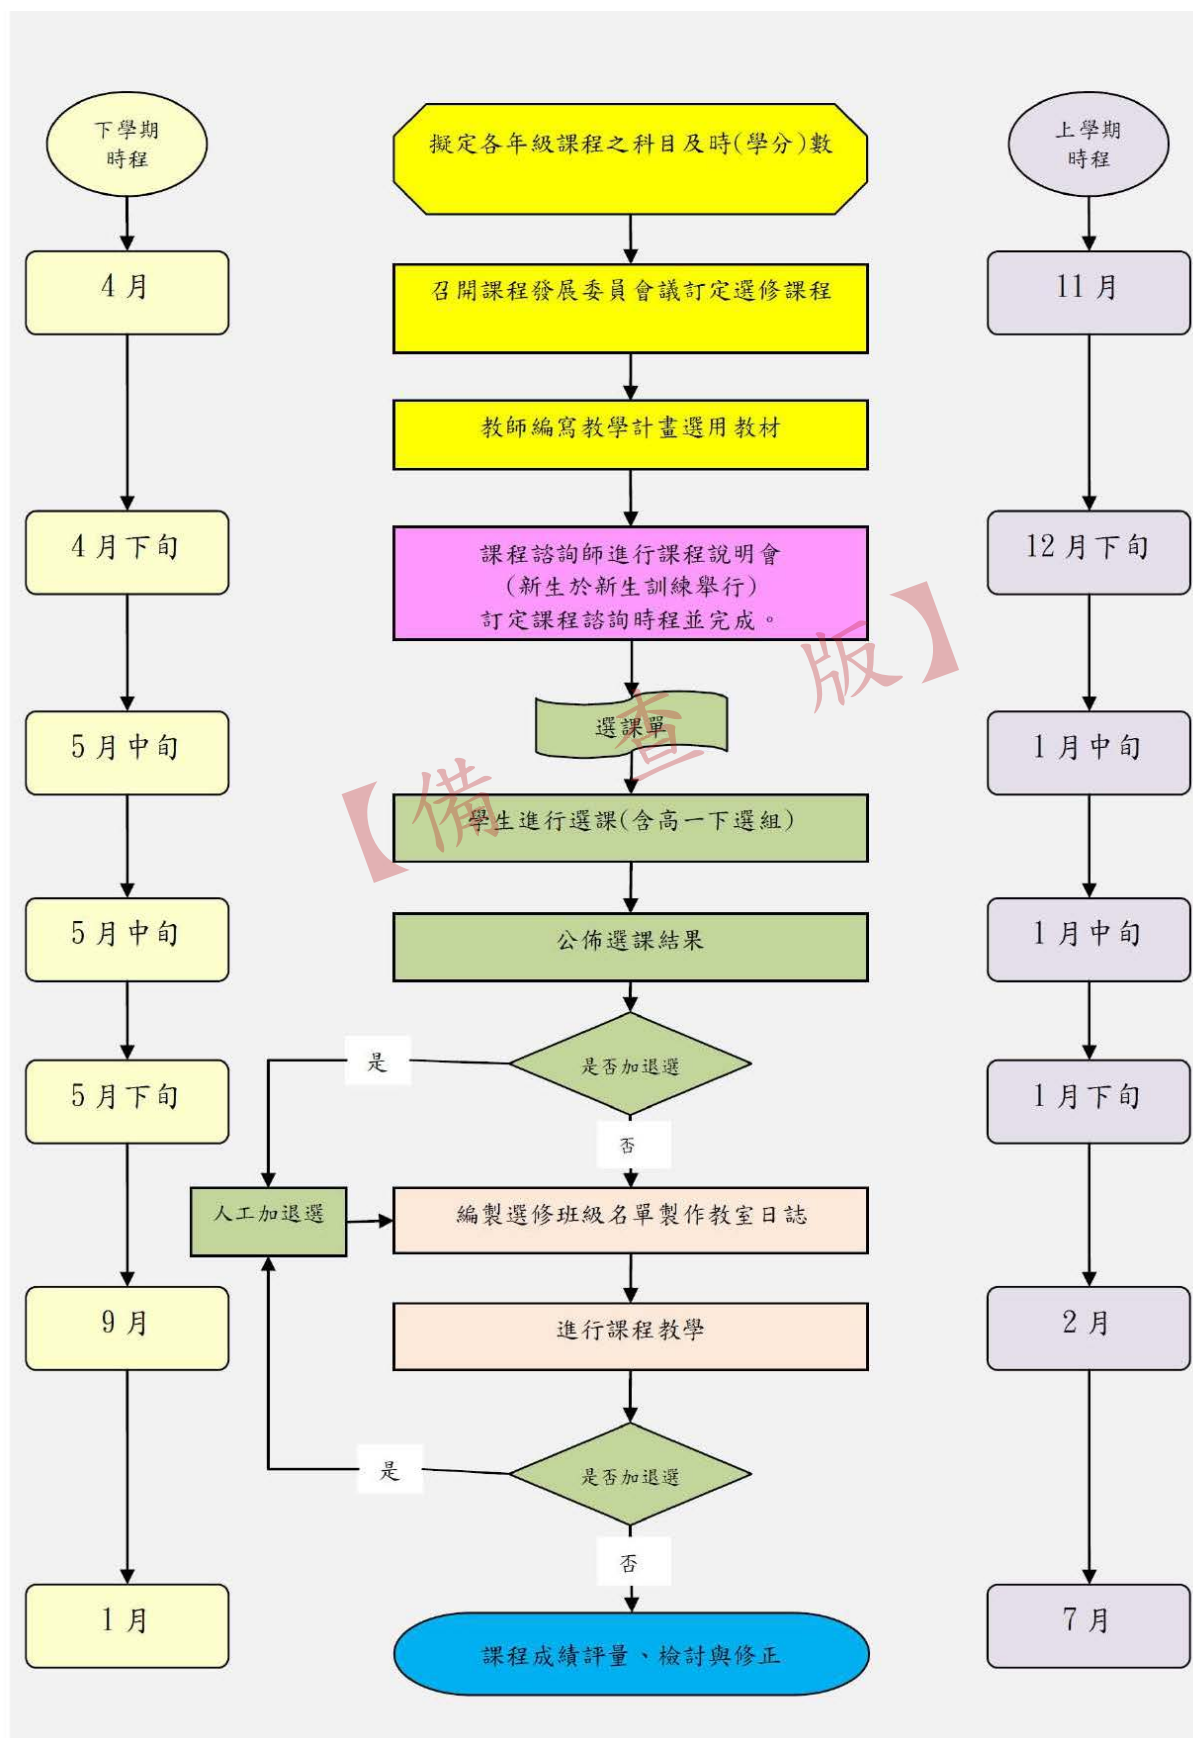 下學期
時程
擬定各年級課程之科目及時(學分)數
上學期
時程
4 月
召開課程發展委員會議訂定選修課程
11 月
教師編寫教學計畫選用教材
4 月下旬
課程諮詢師進行課程說明會
(新生於新生訓練舉行)
訂定課程諮詢時程並完成。
12 月下旬
【備 查 版】
選課單
5 月中旬
1 月中旬
學生進行選課(含高一下選組)
5 月中旬
公佈選課結果
1 月中旬
是
是否加退選
5 月下旬
1 月下旬
否
人工加退選
編製選修班級名單製作教室日誌
9 月
進行課程教學
2 月
是
是否加退選
否
1 月
課程成績評量、檢討與修正
7 月